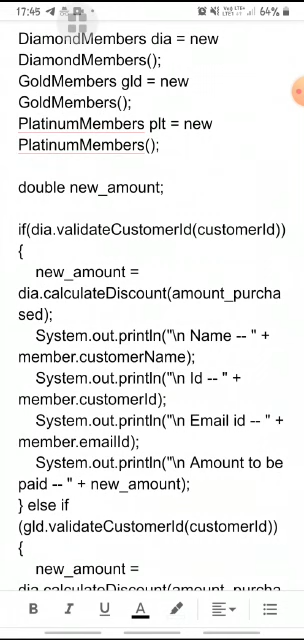 17:45 64%
DiamondMembers dia = new
DiamondMembers();
GoldMembers gld = new
GoldMembers();
PlatinumMembers plt = new
PlatinumMembers();
double new_amount;
if(dia.validateCustomerId(customerId))
{
new_amount =
dia.calculateDiscount(amount_purcha
sed);
System.out.println("\n Name -- " +
member.customerName);
System.out.println("\n Id -- " +
member.customerId);
System.out.println("\n Email id -- " +
member.emailId);
System.out.println("\n Amount to be
paid -- " + new_amount);
} else if
(gld.validateCustomerId(customerId))
{
new_amount =
dia.calculateDiscount(amount_purcha
B I U A